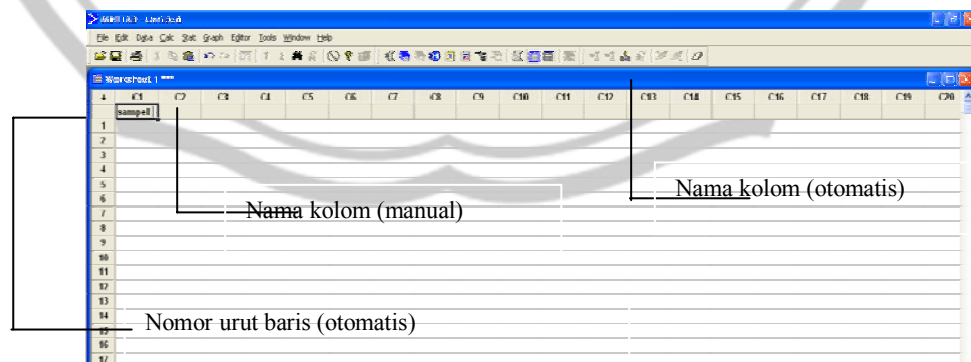 File Edit Data Calc Stat Graph Editor Tools Window Help
Worksheet 1 ***
C1 C2 C3 C4 C5 C6 C7 C8 C9 C10 C11 C12 C13 C14 C15 C16 C17 C18 C19 C20
sampel1
1
2
3
4
5
Nama kolom (otomatis)
6
7
Nama kolom (manual)
8
9
10
11
12
13
14
Nomor urut baris (otomatis)
15
16
17